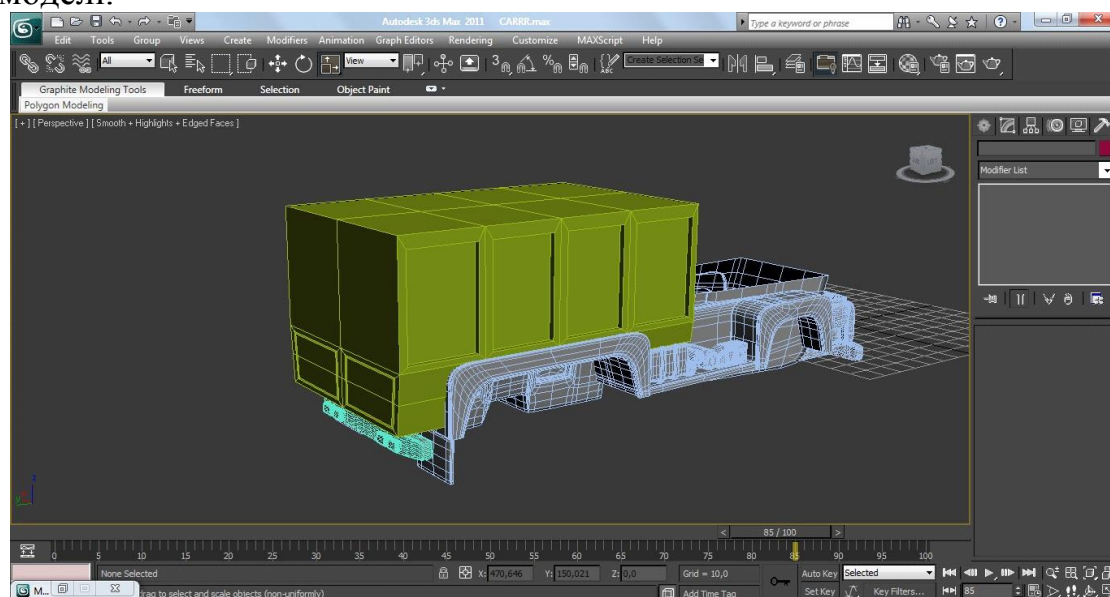 моделі.
Autodesk 3ds Max 2011 CARRR.max
Type a keyword or phrase
Edit Tools Group Views Create Modifiers Animation Graph Editors Rendering Customize MAXScript Help
All View Create Selection Se
Graphite Modeling Tools Freeform Selection Object Paint
Polygon Modeling
[ + ] [ Perspective ] [ Smooth + Highlights + Edged Faces ]
Modifier List
< 85 / 100 >
0 5 10 15 20 25 30 35 40 45 50 55 60 65 70 75 80 85 90 95 100
None Selected X: 470,646 Y: 150,021 Z: 0,0 Grid = 10,0 Auto Key Selected
M... drag to select and scale objects (non-uniformly) Add Time Tag Set Key Key Filters... 85